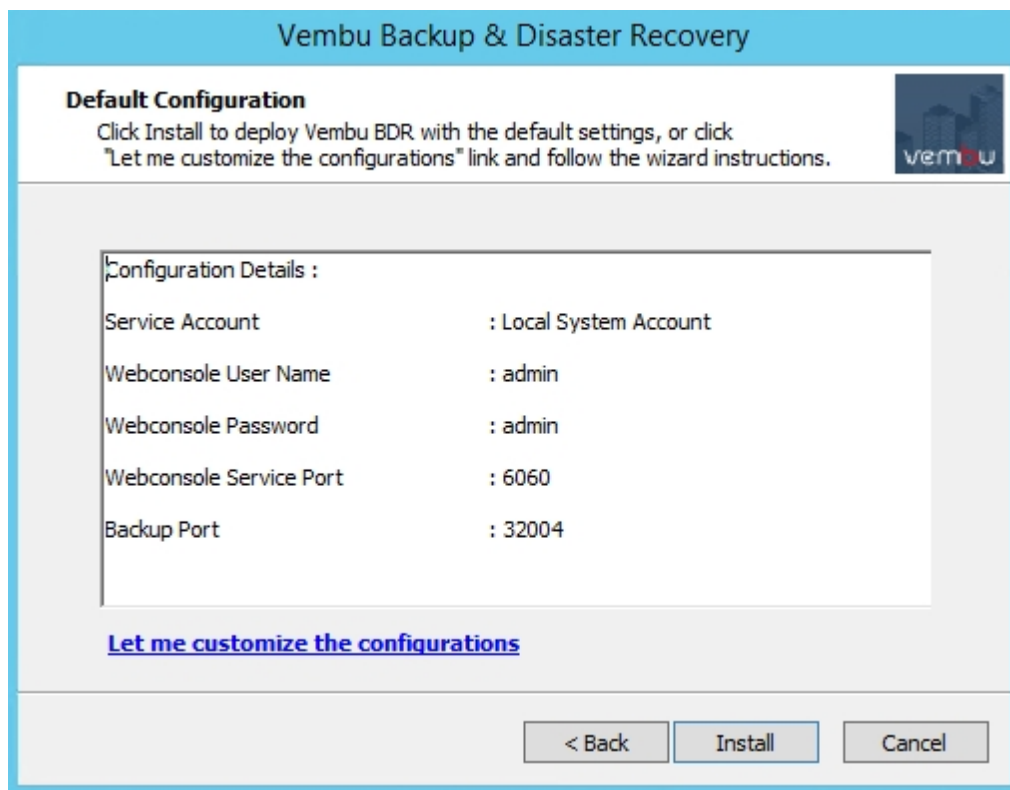 Vembu Backup & Disaster Recovery
Default Configuration
Click Install to deploy Vembu BDR with the default settings, or click
"Let me customize the configurations" link and follow the wizard instructions.
vembu
Configuration Details :
Service Account : Local System Account
Webconsole User Name : admin
Webconsole Password : admin
Webconsole Service Port : 6060
Backup Port : 32004
Let me customize the configurations
< Back Install Cancel